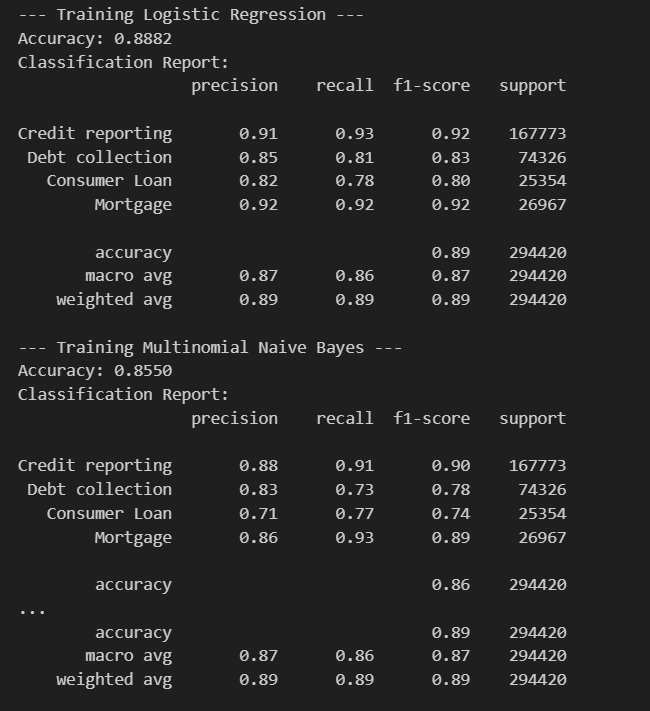 --- Training Logistic Regression ---
Accuracy: 0.8882
Classification Report:
precision recall f1-score support
Credit reporting 0.91 0.93 0.92 167773
Debt collection 0.85 0.81 0.83 74326
Consumer Loan 0.82 0.78 0.80 25354
Mortgage 0.92 0.92 0.92 26967
accuracy 0.89 294420
macro avg 0.87 0.86 0.87 294420
weighted avg 0.89 0.89 0.89 294420
--- Training Multinomial Naive Bayes ---
Accuracy: 0.8550
Classification Report:
precision recall f1-score support
Credit reporting 0.88 0.91 0.90 167773
Debt collection 0.83 0.73 0.78 74326
Consumer Loan 0.71 0.77 0.74 25354
Mortgage 0.86 0.93 0.89 26967
accuracy 0.86 294420
...
accuracy 0.89 294420
macro avg 0.87 0.86 0.87 294420
weighted avg 0.89 0.89 0.89 294420